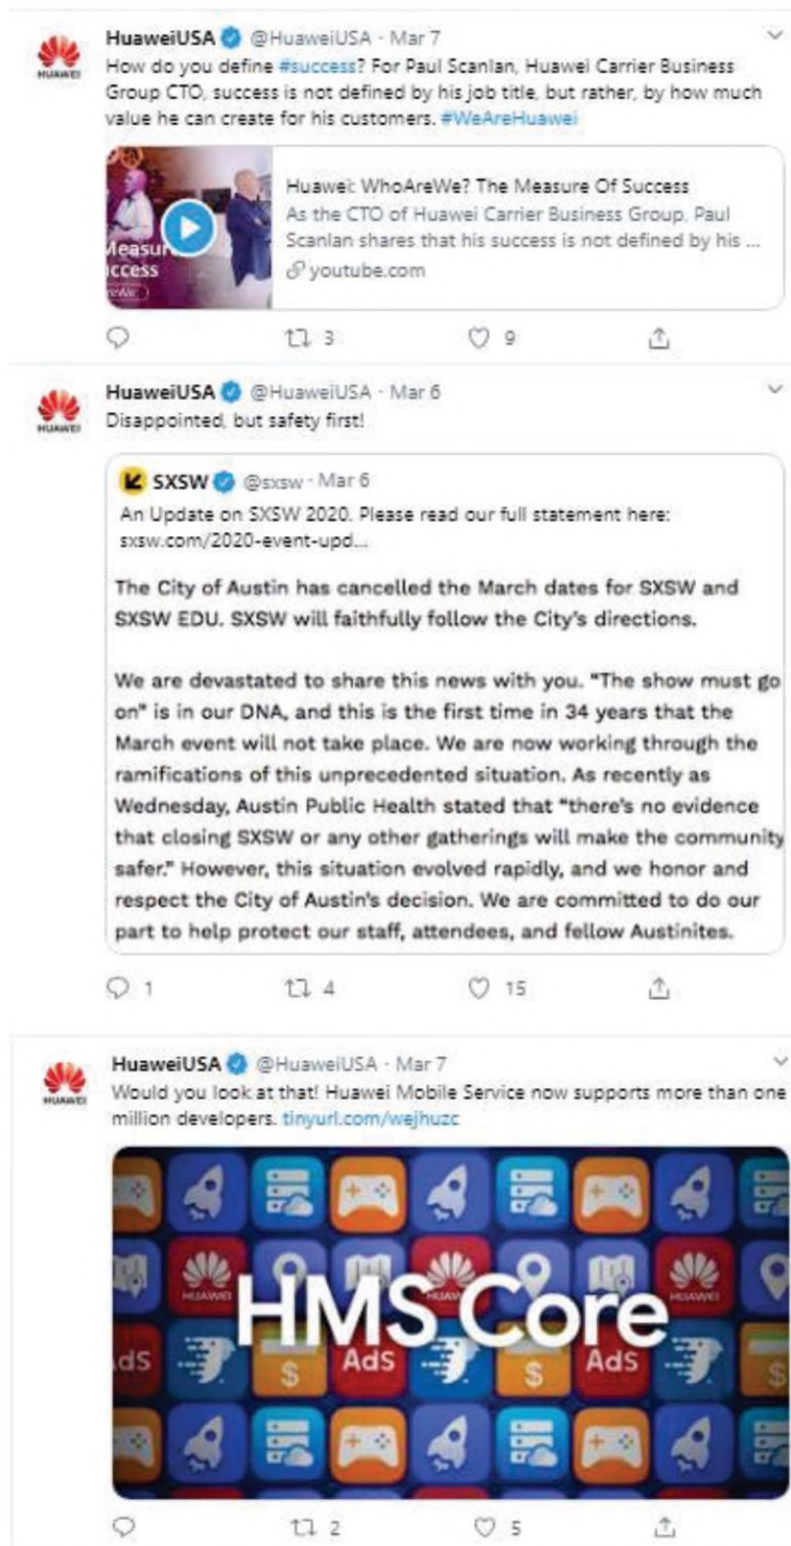 HuaweiUSA @HuaweiUSA · Mar 7
HUAWEI
How do you define #success? For Paul Scanlan, Huawei Carrier Business
Group CTO, success is not defined by his job title, but rather, by how much
value he can create for his customers. #WeAreHuawei
Measur
ccess
Huawei: WhoAreWe? The Measure Of Success
As the CTO of Huawei Carrier Business Group, Paul
Scanlan shares that his success is not defined by his ...
youtube.com
3 9
HuaweiUSA @HuaweiUSA · Mar 6
HUAWEI
Disappointed, but safety first!
SXSW @sxsw · Mar 6
An Update on SXSW 2020. Please read our full statement here:
sxsw.com/2020-event-upd...
The City of Austin has cancelled the March dates for SXSW and
SXSW EDU. SXSW will faithfully follow the City's directions.
We are devastated to share this news with you. "The show must go
on" is in our DNA, and this is the first time in 34 years that the
March event will not take place. We are now working through the
ramifications of this unprecedented situation. As recently as
Wednesday, Austin Public Health stated that "there's no evidence
that closing SXSW or any other gatherings will make the community
safer." However, this situation evolved rapidly, and we honor and
respect the City of Austin's decision. We are committed to do our
part to help protect our staff, attendees, and fellow Austinites.
1 4 15
HuaweiUSA @HuaweiUSA · Mar 7
HUAWEI
Would you look at that! Huawei Mobile Service now supports more than one
million developers. tinyurl.com/wejhuzc
HUAWEI HUAW HUAWEI
HMS Core
ds $ Ads $ Ads $
2 5